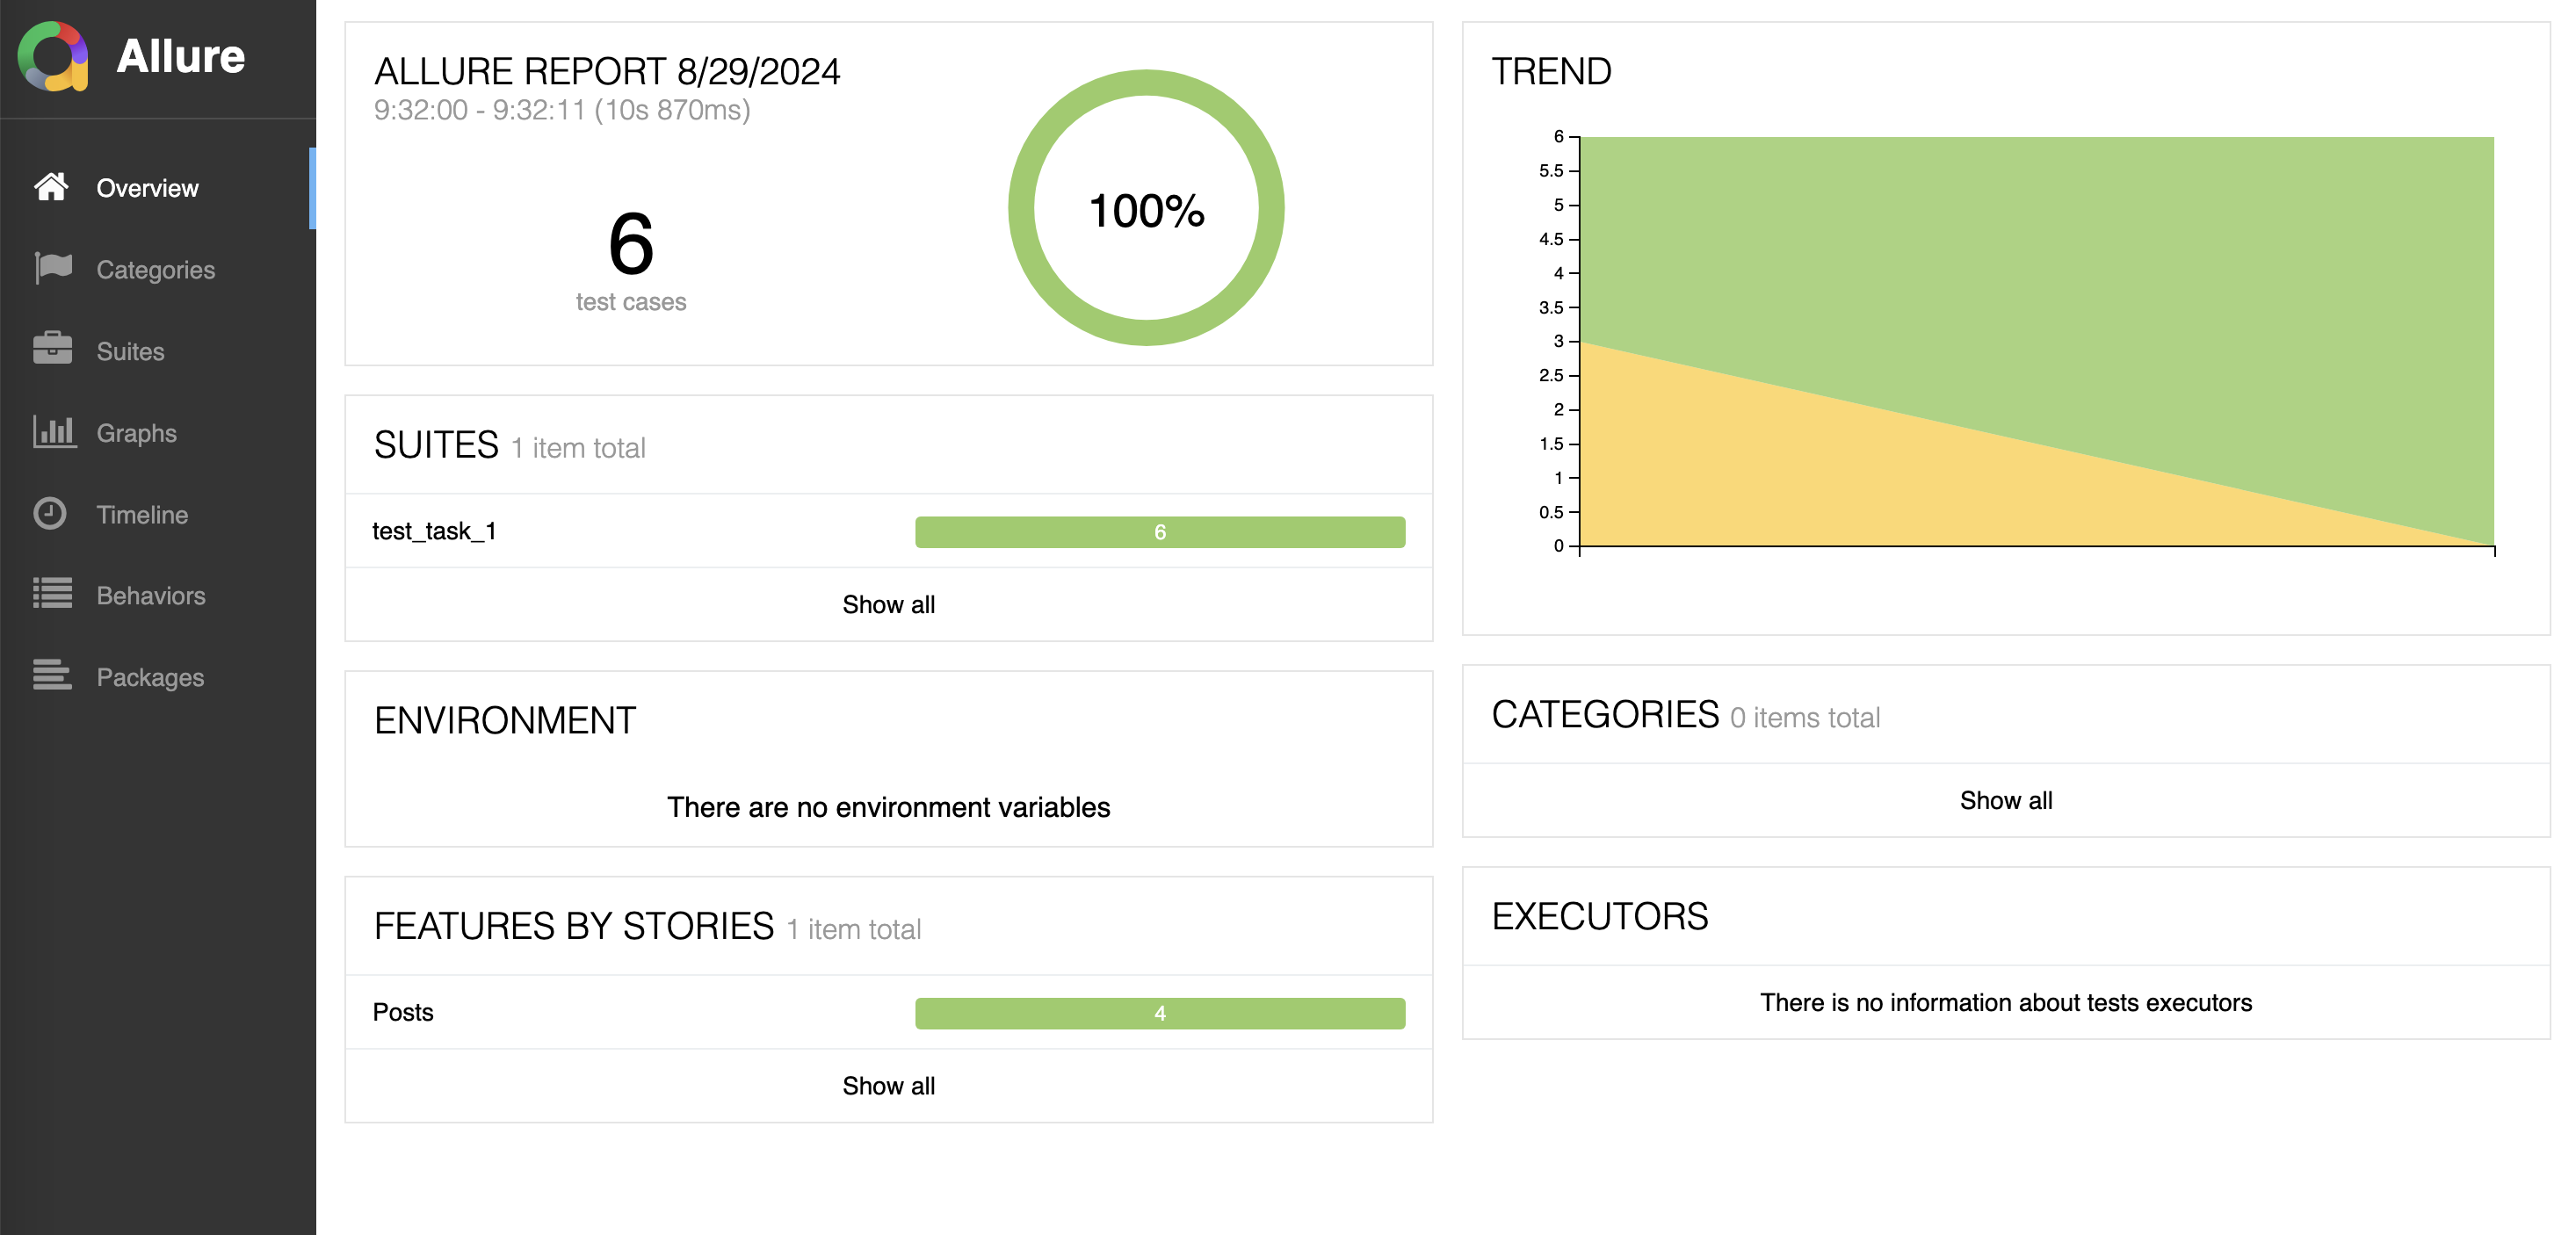 Allure
Overview
Categories
Suites
Graphs
Timeline
Behaviors
Packages
ALLURE REPORT 8/29/2024
9:32:00 - 9:32:11 (10s 870ms)
6
test cases
100%
SUITES 1 item total
test_task_1 6
Show all
ENVIRONMENT
There are no environment variables
FEATURES BY STORIES 1 item total
Posts 4
Show all
TREND
6
5.5
5
4.5
4
3.5
3
2.5
2
1.5
1
0.5
0
CATEGORIES 0 items total
Show all
EXECUTORS
There is no information about tests executors